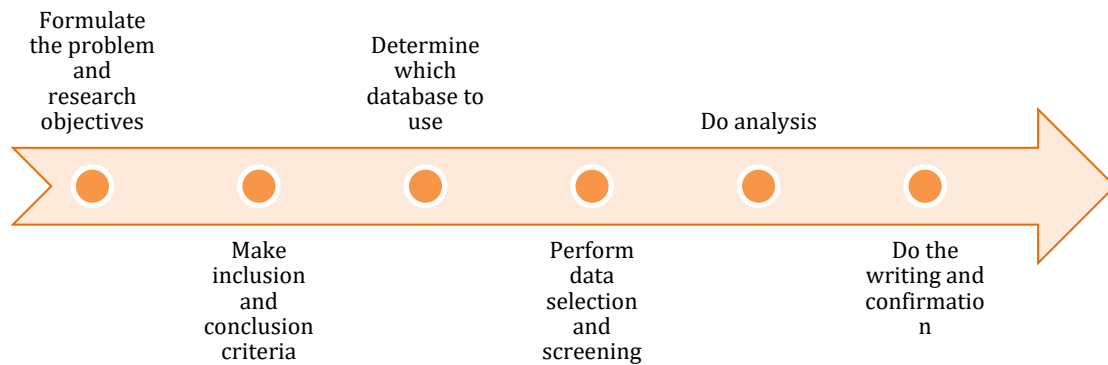 Formulate
the problem
and
research
objectives
Make
inclusion
and
conclusion
criteria
Determine
which
database to
use
Perform
data
selection
and
screening
Do analysis
Do the
writing and
confirmatio
n